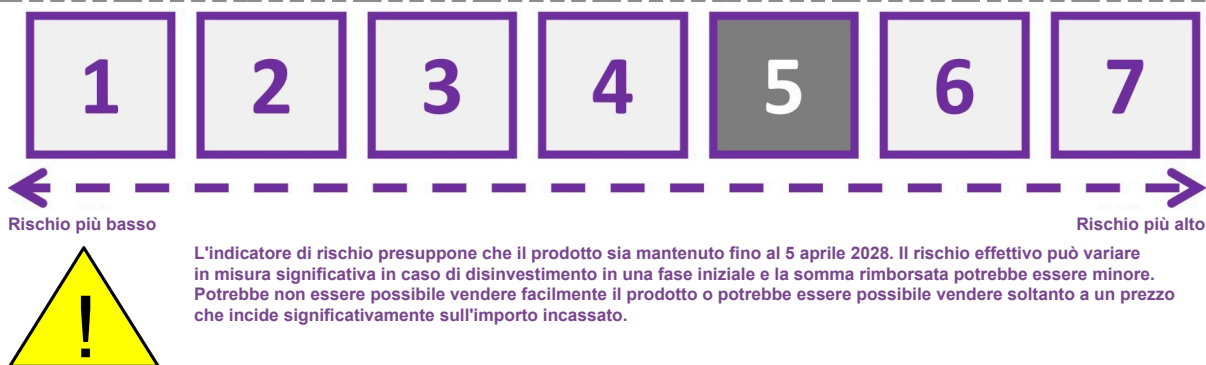 1 2 3 4 5 6 7
Rischio più basso Rischio più alto
L'indicatore di rischio presuppone che il prodotto sia mantenuto fino al 5 aprile 2028. Il rischio effettivo può variare
in misura significativa in caso di disinvestimento in una fase iniziale e la somma rimborsata potrebbe essere minore.
Potrebbe non essere possibile vendere facilmente il prodotto o potrebbe essere possibile vendere soltanto a un prezzo
che incide significativamente sull'importo incassato.
!